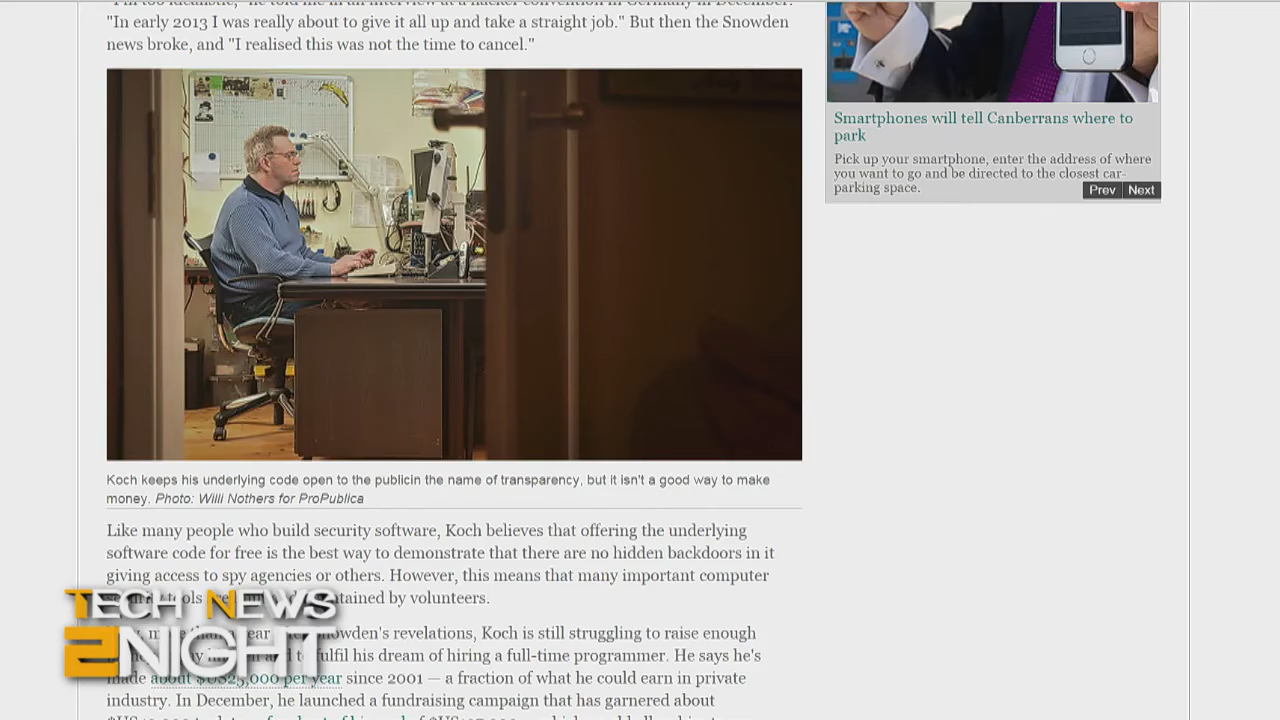 "In early 2013 I was really about to give it all up and take a straight job." But then the Snowden
news broke, and "I realised this was not the time to cancel."
Koch keeps his underlying code open to the publicin the name of transparency, but it isn't a good way to make
money. Photo: Willi Nothers for ProPublica
Like many people who build security software, Koch believes that offering the underlying
software code for free is the best way to demonstrate that there are no hidden backdoors in it
giving access to spy agencies or others. However, this means that many important computer
tools by volunteers.
year Snowden's revelations, Koch is still struggling to raise enough
fulfil his dream of hiring a full-time programmer. He says he's
made about $US25,000 per year since 2001 — a fraction of what he could earn in private
industry. In December, he launched a fundraising campaign that has garnered about
Smartphones will tell Canberrans where to
park
Pick up your smartphone, enter the address of where
you want to go and be directed to the closest car-
parking space.
Prev Next
TECH NEWS
2NIGHT